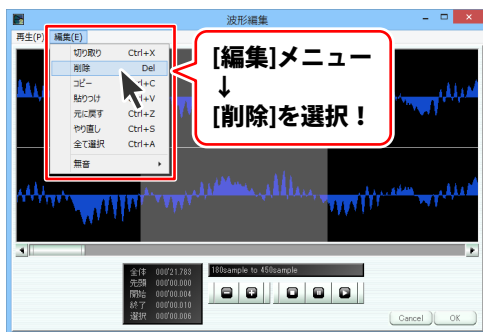 波形編集
再生(P) 編集(E)
切り取り Ctrl+X
削除 Del
コピー Ctrl+C
貼りつけ Ctrl+V
元に戻す Ctrl+Z
やり直し Ctrl+S
全て選択 Ctrl+A
無音
[編集]メニュー
↓
[削除]を選択！
全体 000'21.783
先頭 000'00.000
開始 000'00.004
終了 000'00.010
選択 000'00.006
180sample to 450sample
Cancel OK